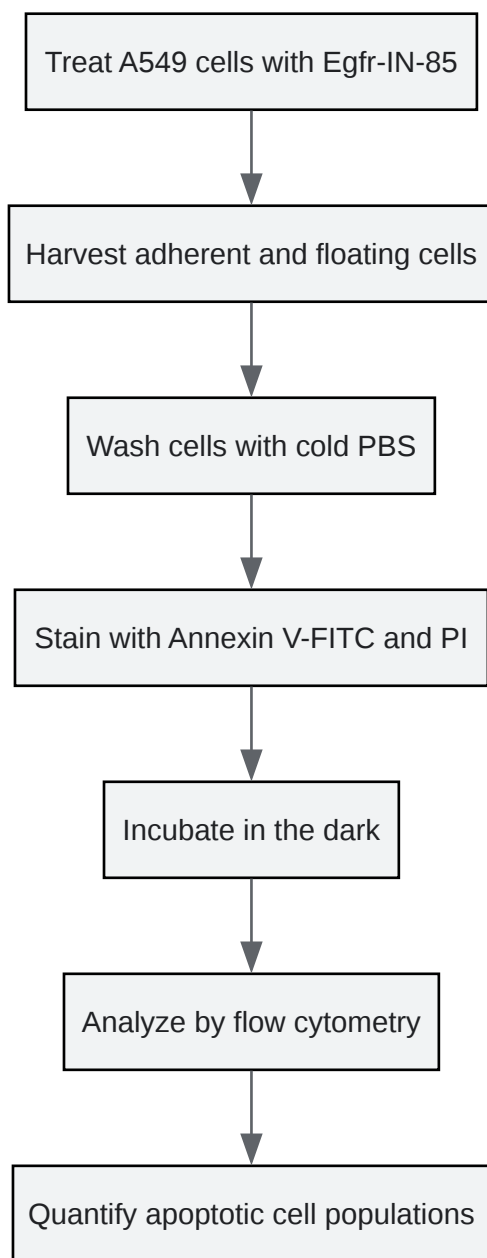 Treat A549 cells with Egfr-IN-85
Harvest adherent and floating cells
Wash cells with cold PBS
Stain with Annexin V-FITC and PI
Incubate in the dark
Analyze by flow cytometry
Quantify apoptotic cell populations